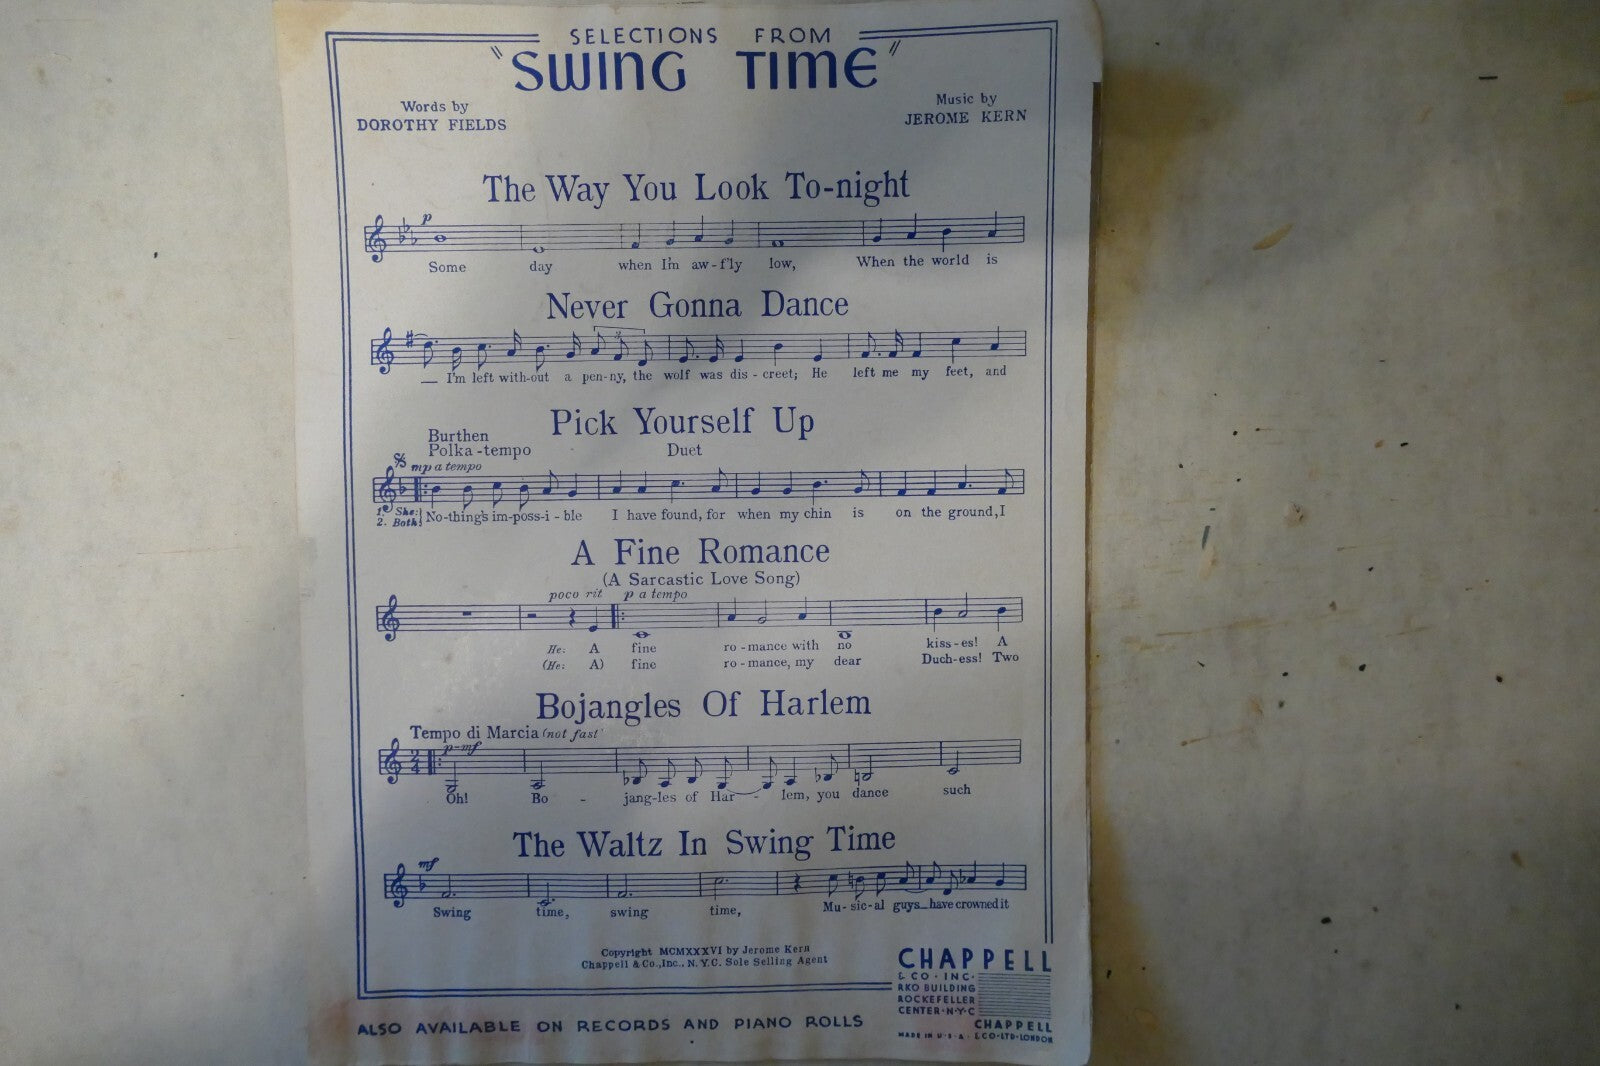 SELECTIONS FROM
"SWING TIME"
Words by
DOROTHY FIELDS
Music by
JEROME KERN
The Way You Look To-night
p
Some day when I'm aw-f'ly low, When the world is
Never Gonna Dance
3
I'm left with-out a pen-ny, the wolf was dis-creet; He left me my feet, and
Pick Yourself Up
Burthen
Polka-tempo Duet
mp a tempo
1. She: No-thing's im-poss-i-ble I have found, for when my chin is on the ground, I
2. Both:
A Fine Romance
(A Sarcastic Love Song)
poco rit p a tempo
He: A fine ro-mance with no kiss-es! A
(He: A) fine ro-mance, my dear Duch-ess! Two
Bojangles Of Harlem
Tempo di Marcia (not fast)
p-mf
2
4
Oh! Bo - jang-les of Har - lem, you dance such
The Waltz In Swing Time
mf
Swing time, swing time, Mu-sic-al guys have crowned it
Copyright MCMXXXVI by Jerome Kern
Chappell & Co., Inc., N.Y.C. Sole Selling Agent
CHAPPELL
& CO · INC ·
RKO BUILDING
ROCKEFELLER
CENTER · N·Y·C
CHAPPELL
MADE IN U·S·A· & CO·LTD·LONDON
ALSO AVAILABLE ON RECORDS AND PIANO ROLLS